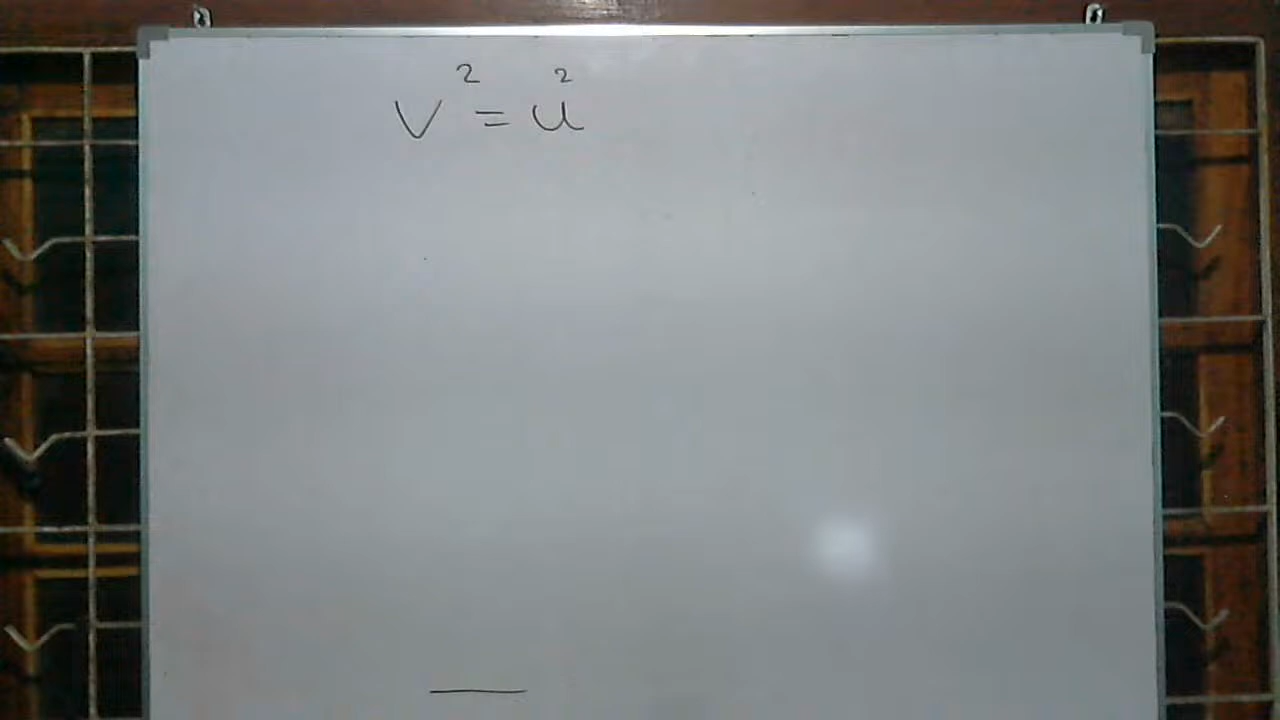 v² = u²